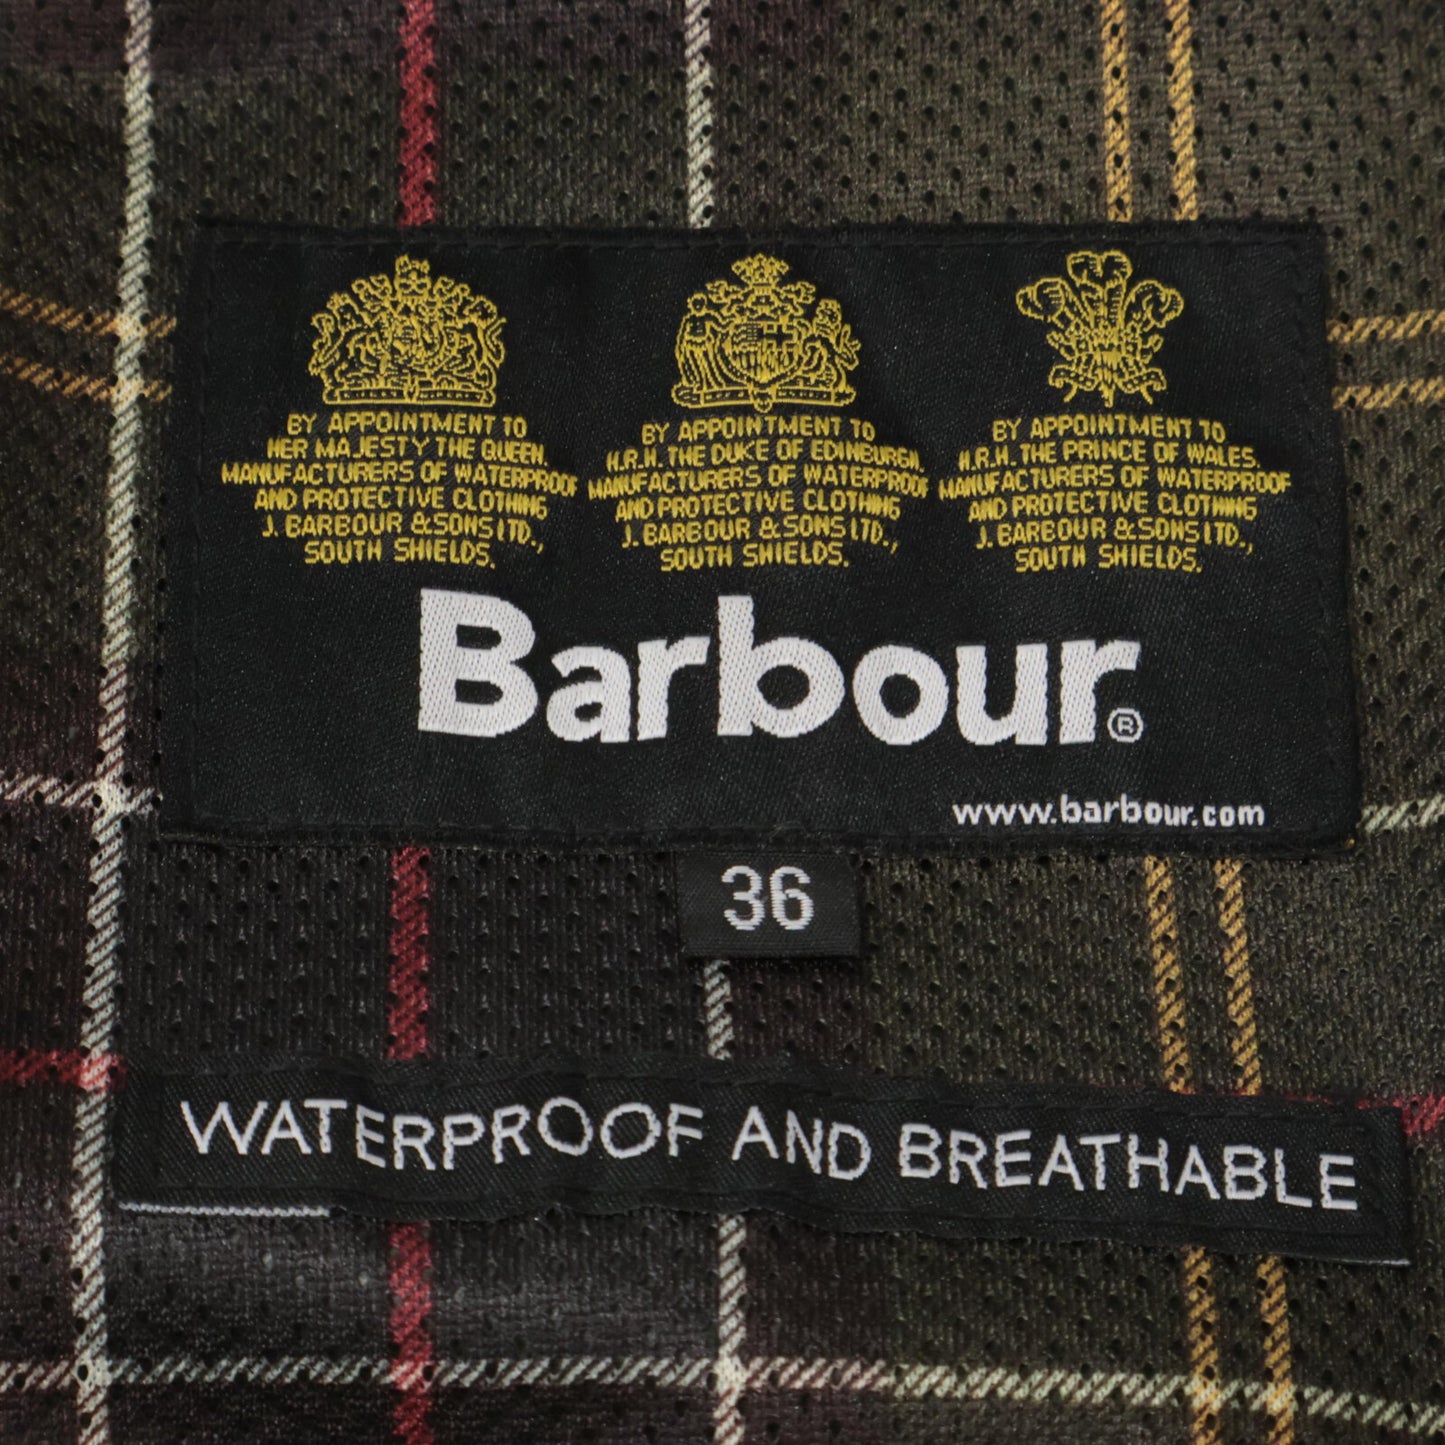 BY APPOINTMENT TO
HER MAJESTY THE QUEEN,
MANUFACTURERS OF WATERPROOF
AND PROTECTIVE CLOTHING
J. BARBOUR & SONS LTD.,
SOUTH SHIELDS.
BY APPOINTMENT TO
H.R.H. THE DUKE OF EDINBURGH,
MANUFACTURERS OF WATERPROOF
AND PROTECTIVE CLOTHING
J. BARBOUR & SONS LTD.,
SOUTH SHIELDS.
BY APPOINTMENT TO
H.R.H. THE PRINCE OF WALES.
MANUFACTURERS OF WATERPROOF
AND PROTECTIVE CLOTHING
J. BARBOUR & SONS LTD.,
SOUTH SHIELDS.
Barbour®
www.barbour.com
36
WATERPROOF AND BREATHABLE